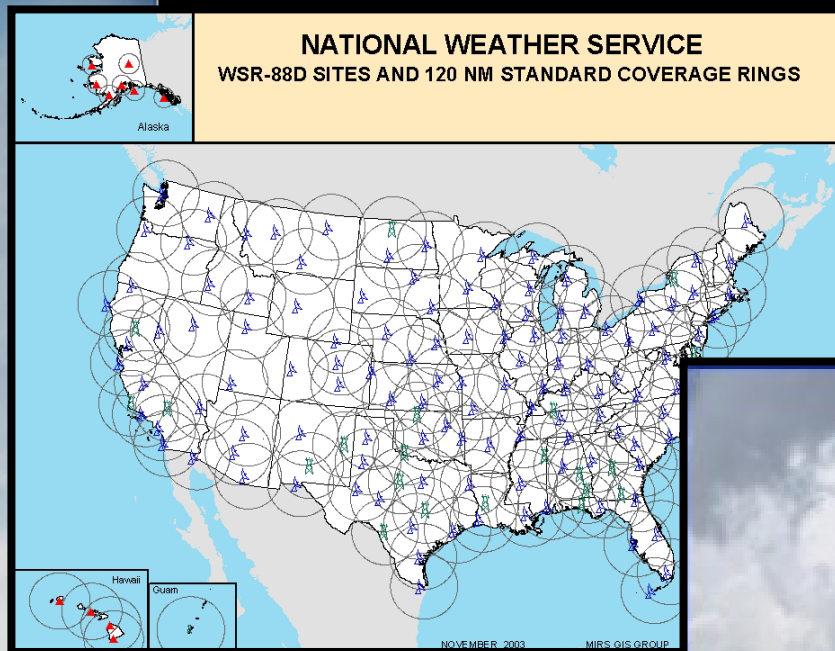 NATIONAL WEATHER SERVICE
WSR-88D SITES AND 120 NM STANDARD COVERAGE RINGS
Alaska
Hawaii
Guam
NOVEMBER 2003
MIRS GIS GROUP